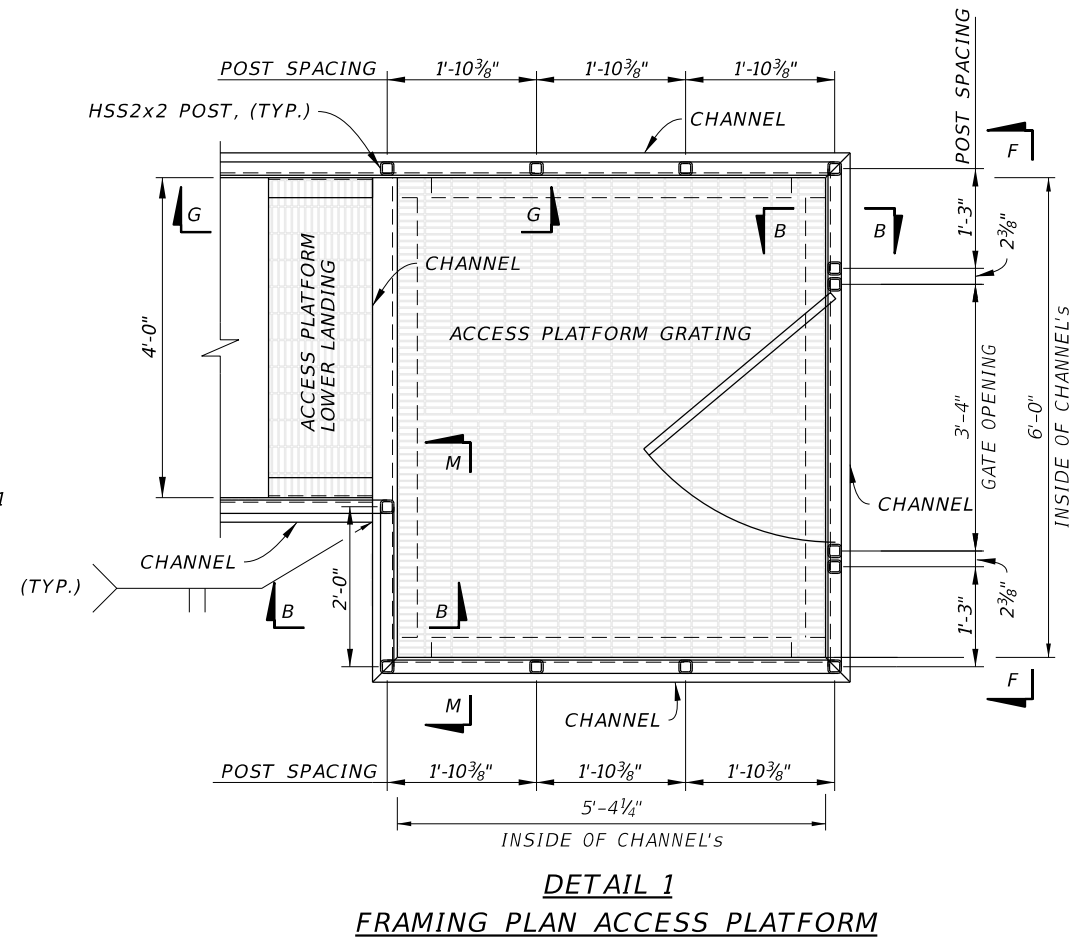 POST SPACING
1'-10⅜"
1'-10⅜"
1'-10⅜"
POST SPACING
HSS2x2 POST, (TYP.)
CHANNEL
F
G
G
B
B
1'-3"
2⅜"
CHANNEL
ACCESS PLATFORM
LOWER LANDING
4'-0"
ACCESS PLATFORM GRATING
3'-4"
GATE OPENING
6'-0"
INSIDE OF CHANNEL's
M
CHANNEL
1
CHANNEL
(TYP.)
B
2'-0"
B
1'-3"
2⅜"
F
M
CHANNEL
POST SPACING
1'-10⅜"
1'-10⅜"
1'-10⅜"
5'-4¼"
INSIDE OF CHANNEL's
DETAIL 1
FRAMING PLAN ACCESS PLATFORM